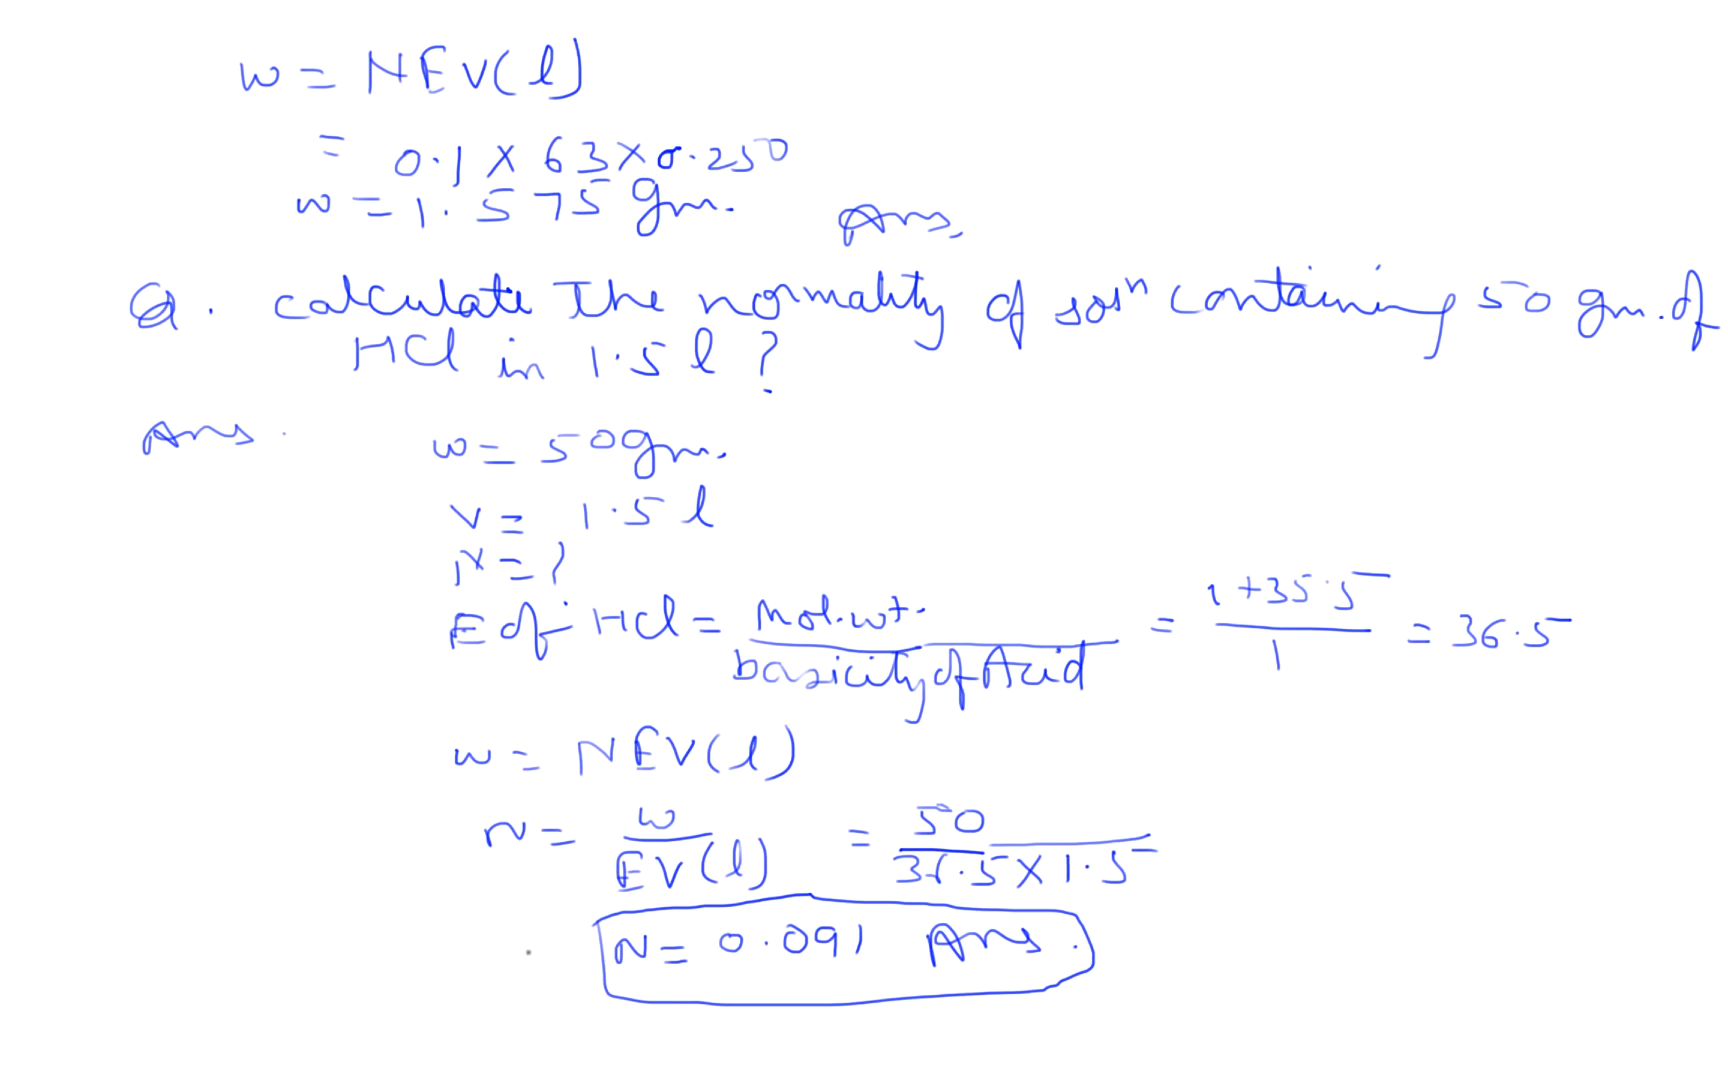 w = NEV(l)
= 0.1 X 63 X 0.250
w = 1.575 gm. Ans,
Q. calculate the normality of solⁿ containing 50 gm. of
HCl in 1.5 l ?
Ans. w = 50gm.
V = 1.5 l
N = ?
E of HCl = Mol.wt. / basicity of Acid = 1+35.5 / 1 = 36.5
w = NEV(l)
N = w / EV(l) = 50 / 36.5 X 1.5
N = 0.091 Ans.